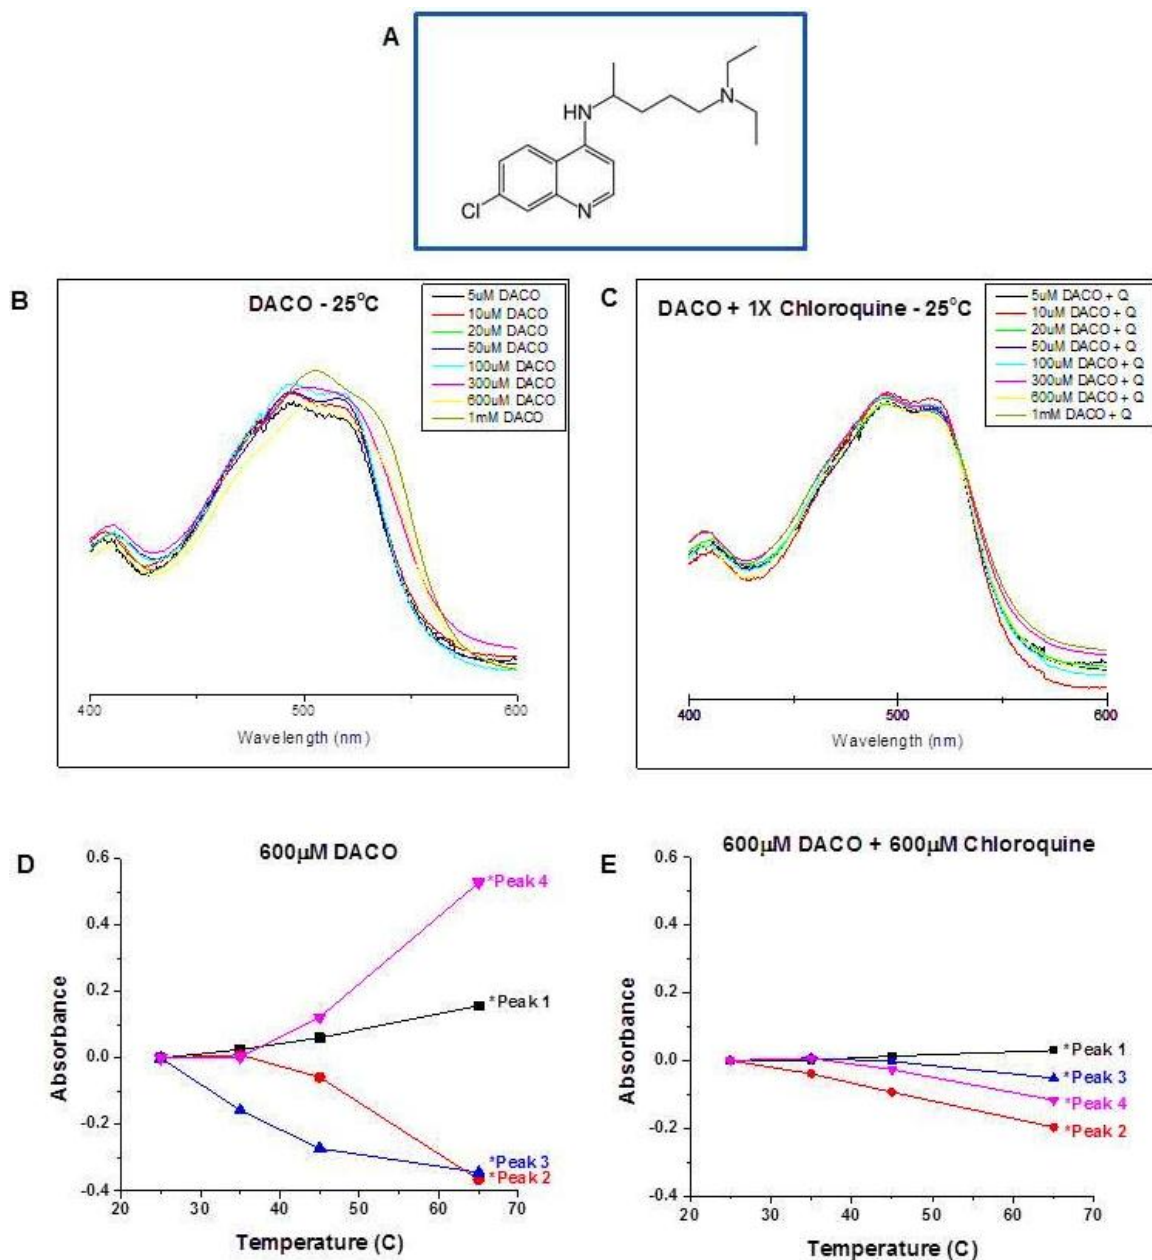 A
HN
N
Cl
N
B
DACO - 25°C
5uM DACO
10uM DACO
20uM DACO
50uM DACO
100uM DACO
300uM DACO
600uM DACO
1mM DACO
400
500
600
Wavelength (nm)
C
DACO + 1X Chloroquine - 25°C
5uM DACO + Q
10uM DACO + Q
20uM DACO + Q
50uM DACO + Q
100uM DACO + Q
300uM DACO + Q
600uM DACO + Q
1mM DACO + Q
400
500
600
Wavelength (nm)
D
600µM DACO
0.6
0.4
0.2
0.0
-0.2
-0.4
Absorbance
*Peak 4
*Peak 1
*Peak 3
*Peak 2
20 30 40 50 60 70
Temperature (C)
E
600µM DACO + 600µM Chloroquine
0.6
0.4
0.2
0.0
-0.2
-0.4
Absorbance
*Peak 1
*Peak 3
*Peak 4
*Peak 2
20 30 40 50 60 70
Temperature (C)